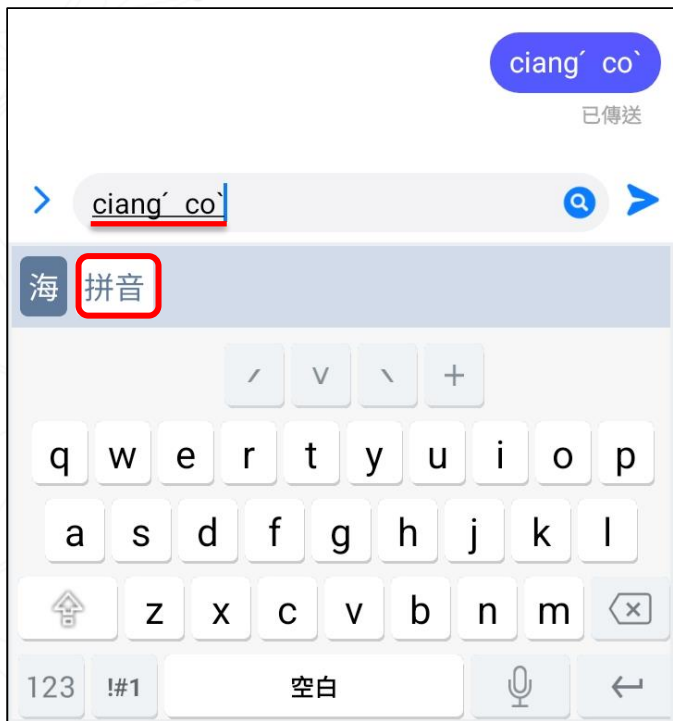 ciangˊ coˋ
已傳送
ciangˊ coˋ
海 拼音
ˊ ˇ ˋ +
q w e r t y u i o p
a s d f g h j k l
z x c v b n m
123 !#1 空白